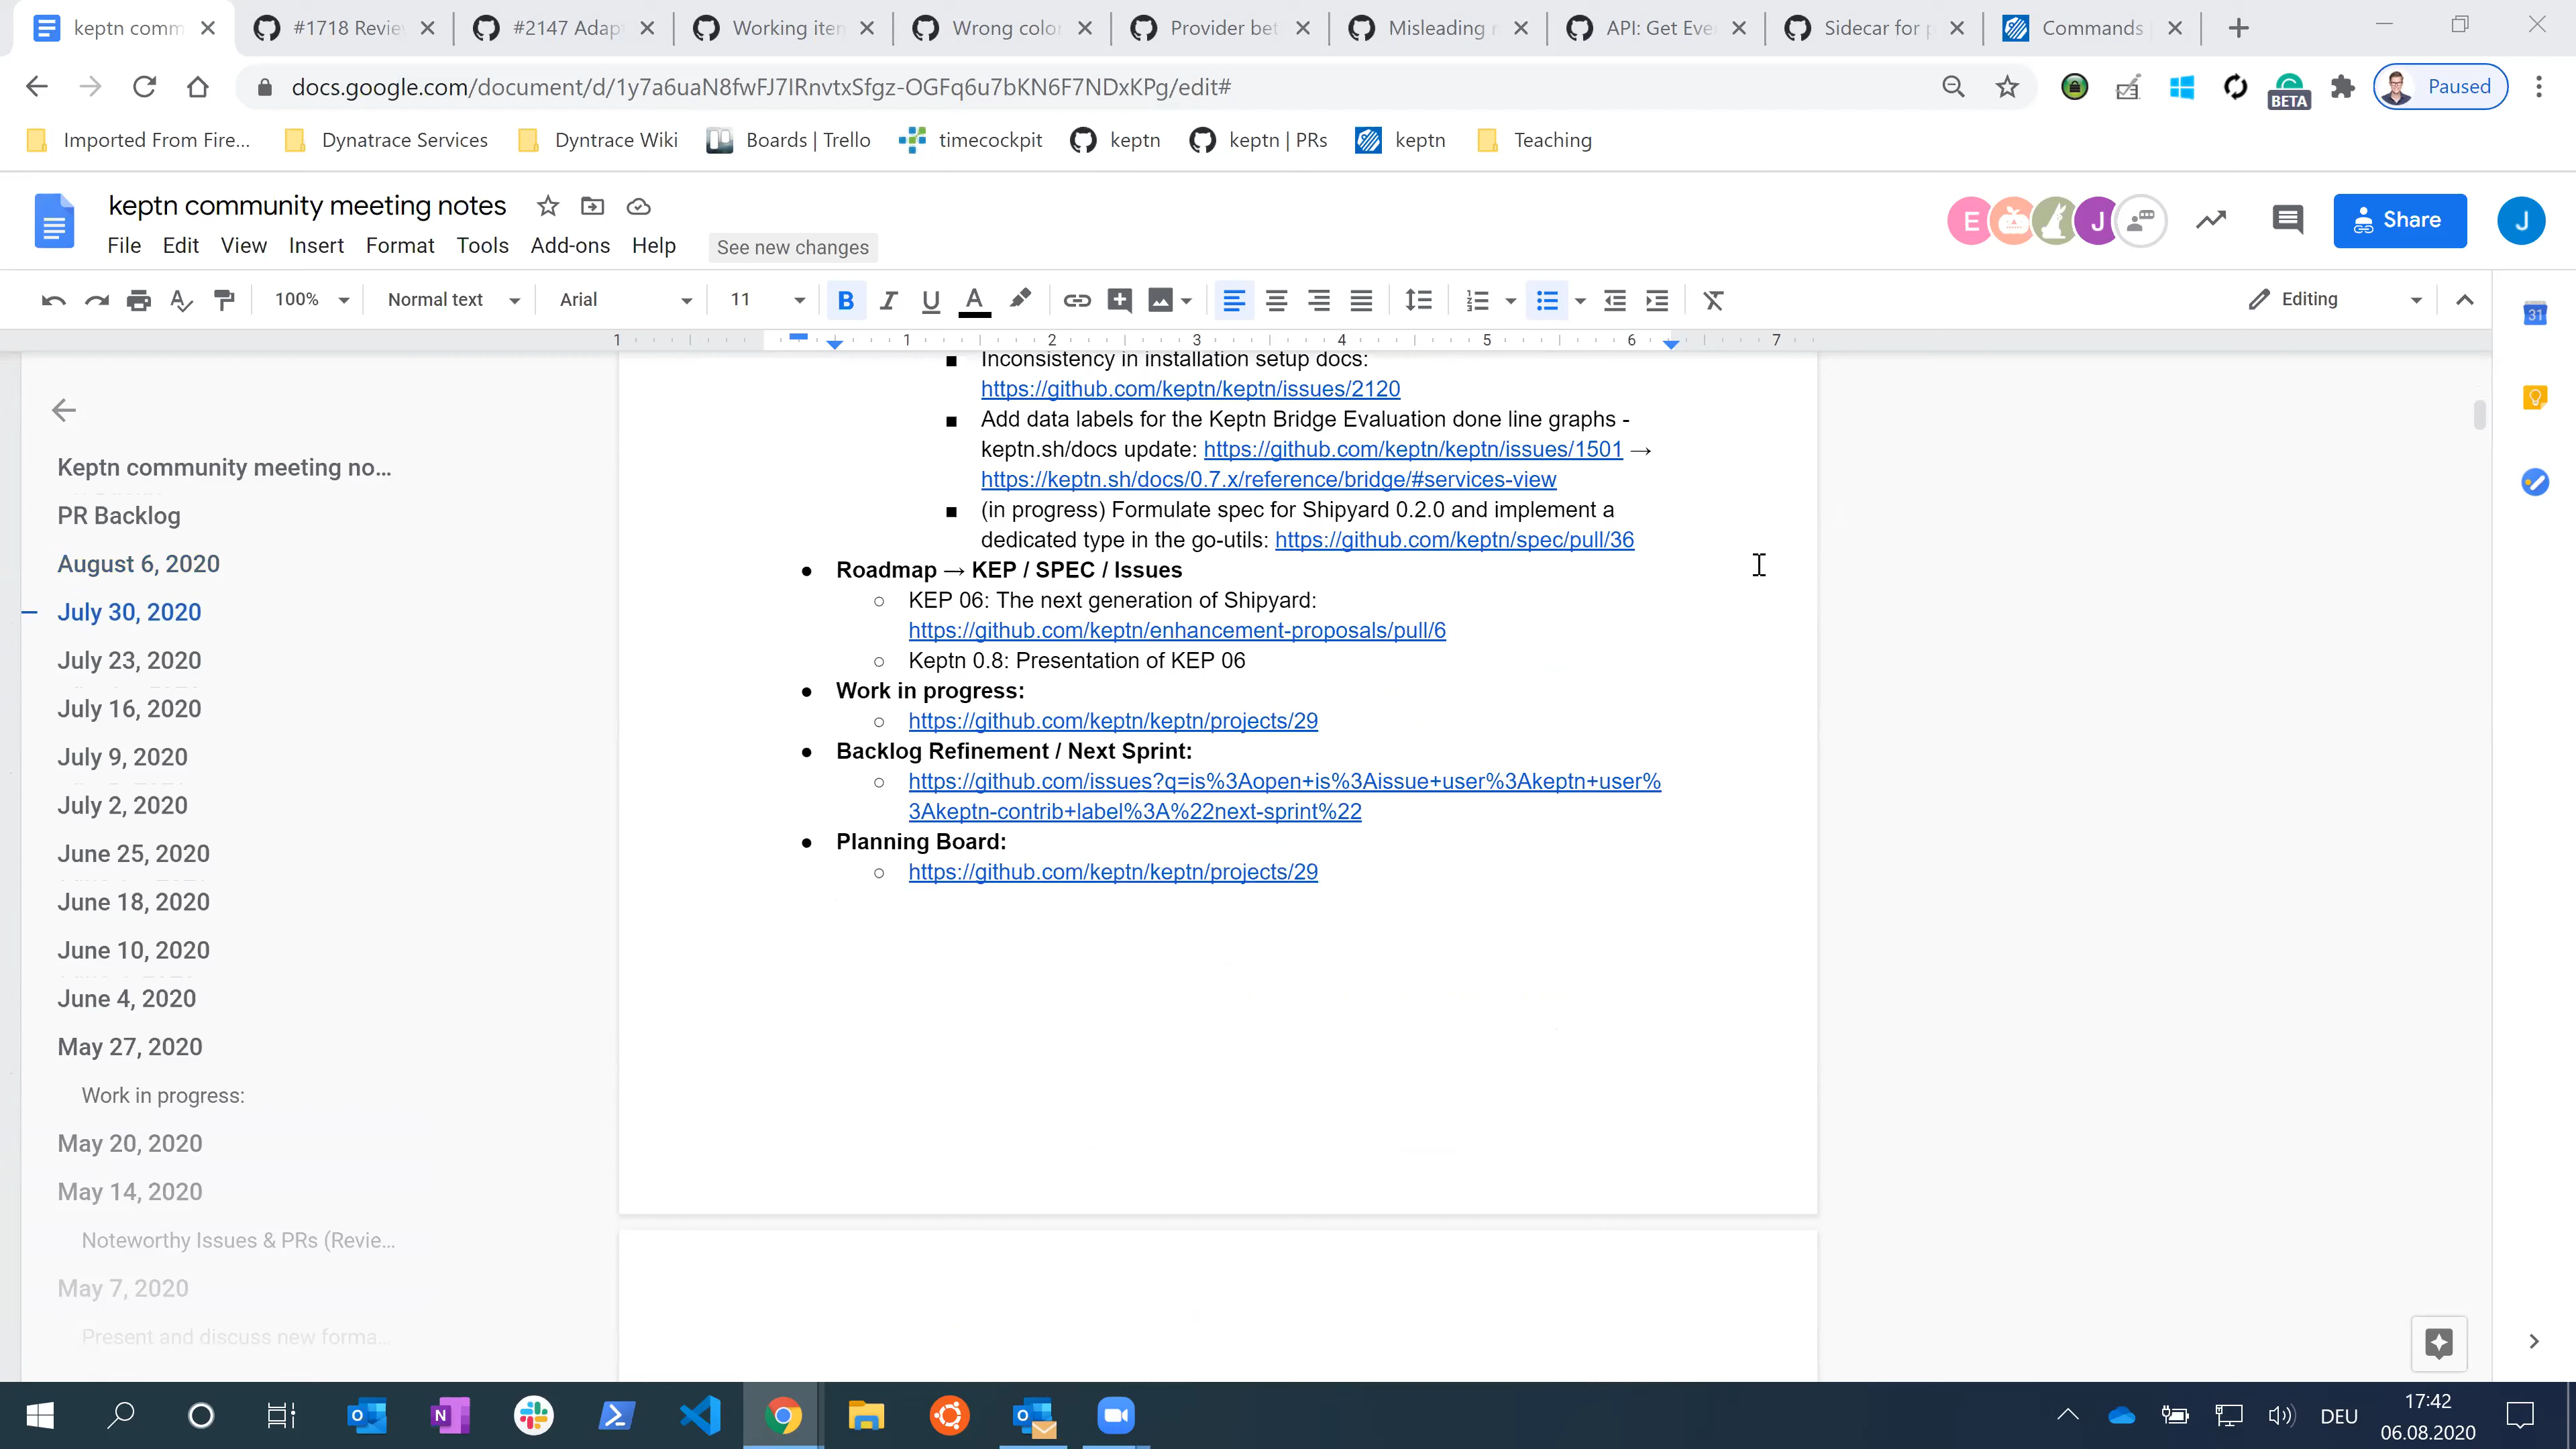 keptn comm
#1718 Revie
#2147 Adap
Working iter
Wrong color
Provider bet
Misleading
API: Get Eve
Sidecar for p
Commands
docs.google.com/document/d/1y7a6uaN8fwFJ7IRnvtxSfgz-OGFq6u7bKN6F7NDxKPg/edit#
BETA
Paused
Imported From Fire...
Dynatrace Services
Dyntrace Wiki
Boards | Trello
timecockpit
keptn
keptn | PRs
keptn
Teaching
keptn community meeting notes
File Edit View Insert Format Tools Add-ons Help
See new changes
E
J
Share
J
100%
Normal text
Arial
11
B I U A
Editing
31
1 1 2 3 4 5 6 7
Keptn community meeting no...
PR Backlog
August 6, 2020
July 30, 2020
July 23, 2020
July 16, 2020
July 9, 2020
July 2, 2020
June 25, 2020
June 18, 2020
June 10, 2020
June 4, 2020
May 27, 2020
Work in progress:
May 20, 2020
May 14, 2020
Noteworthy Issues & PRs (Revie...
May 7, 2020
Present and discuss new forma...
■ Inconsistency in installation setup docs:
https://github.com/keptn/keptn/issues/2120
■ Add data labels for the Keptn Bridge Evaluation done line graphs -
keptn.sh/docs update: https://github.com/keptn/keptn/issues/1501 →
https://keptn.sh/docs/0.7.x/reference/bridge/#services-view
■ (in progress) Formulate spec for Shipyard 0.2.0 and implement a
dedicated type in the go-utils: https://github.com/keptn/spec/pull/36
● Roadmap → KEP / SPEC / Issues
○ KEP 06: The next generation of Shipyard:
https://github.com/keptn/enhancement-proposals/pull/6
○ Keptn 0.8: Presentation of KEP 06
● Work in progress:
○ https://github.com/keptn/keptn/projects/29
● Backlog Refinement / Next Sprint:
○ https://github.com/issues?q=is%3Aopen+is%3Aissue+user%3Akeptn+user%
3Akeptn-contrib+label%3A%22next-sprint%22
● Planning Board:
○ https://github.com/keptn/keptn/projects/29
DEU
17:42
06.08.2020